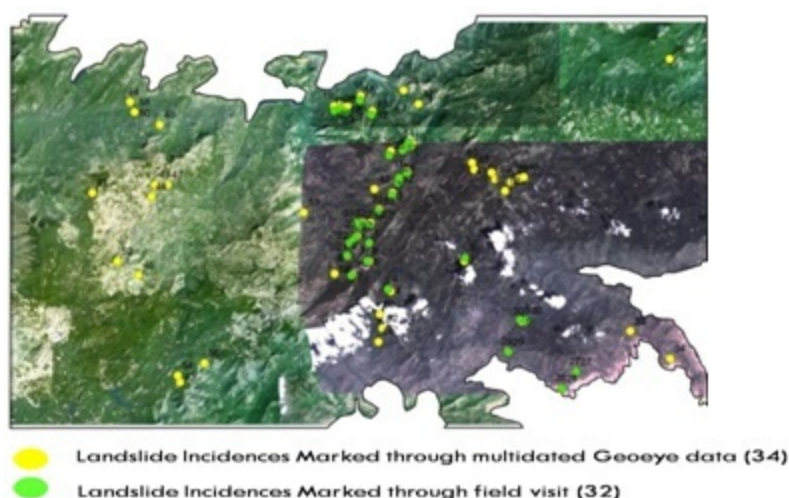 Landslide Incidences Marked through multidated Geoeye data (34)
Landslide Incidences Marked through field visit (32)